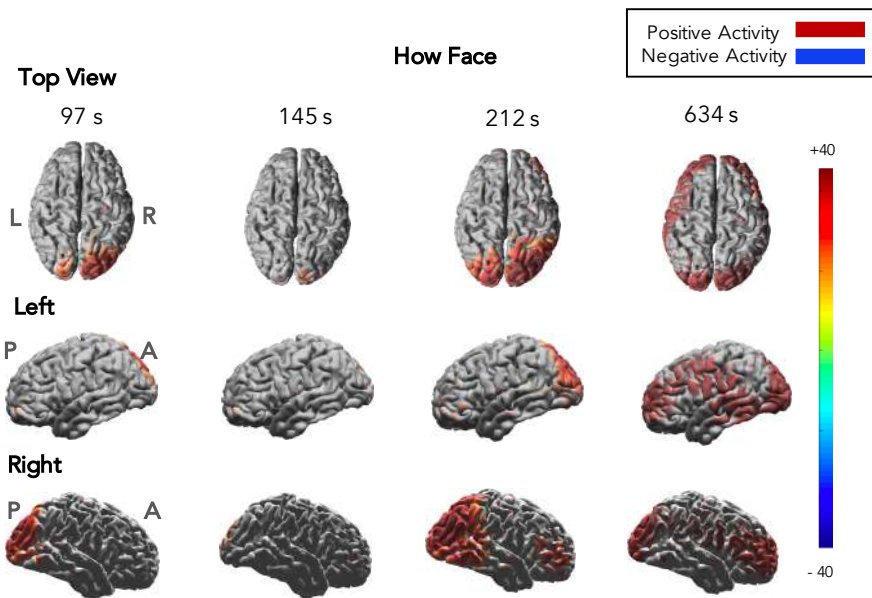 Positive Activity
Negative Activity
How Face
Top View
97 s 145 s 212 s 634 s
+40
L R
Left
P A
Right
P A
- 40